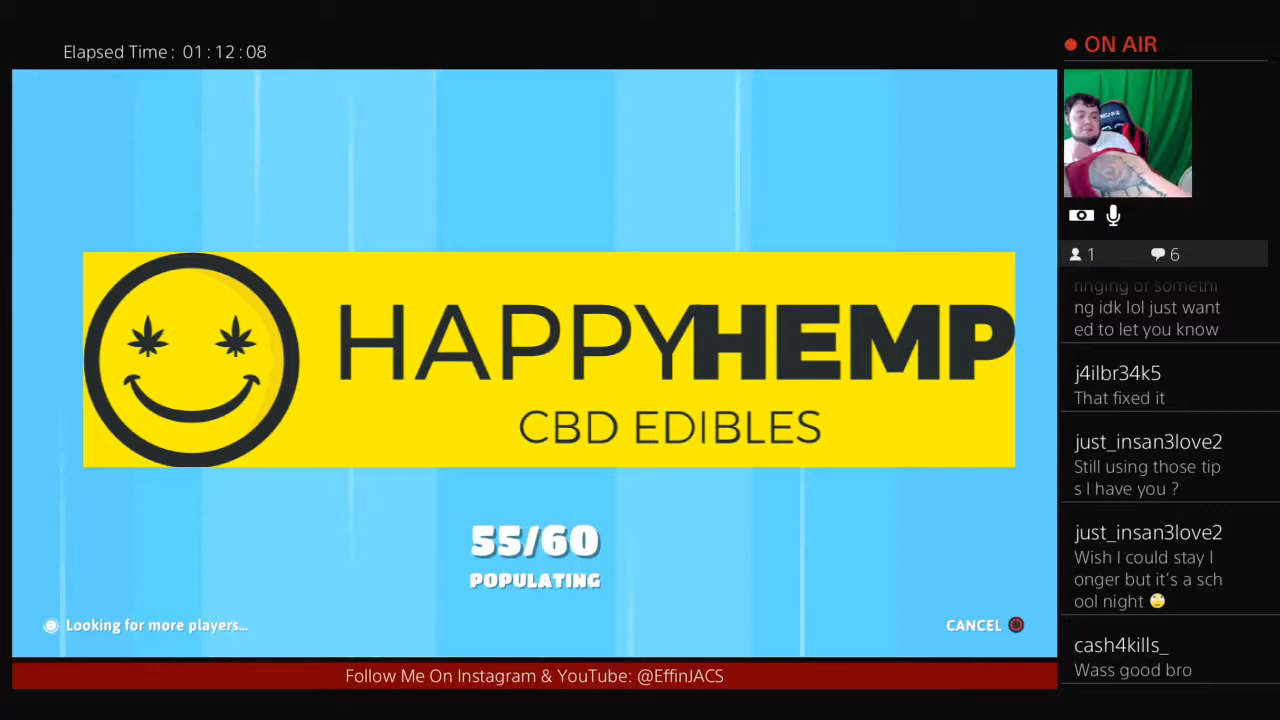 Elapsed Time: 01:12:08
ON AIR
1
6
ng idk lol just want
ed to let you know
j4ilbr34k5
That fixed it
just_insan3love2
Still using those tip
s I have you ?
just_insan3love2
Wish I could stay l
onger but it's a sch
ool night 🙄
cash4kills_
Wass good bro
HAPPYHEMP
CBD EDIBLES
55/60
POPULATING
Looking for more players...
CANCEL
Follow Me On Instagram & YouTube: @EffinJACS